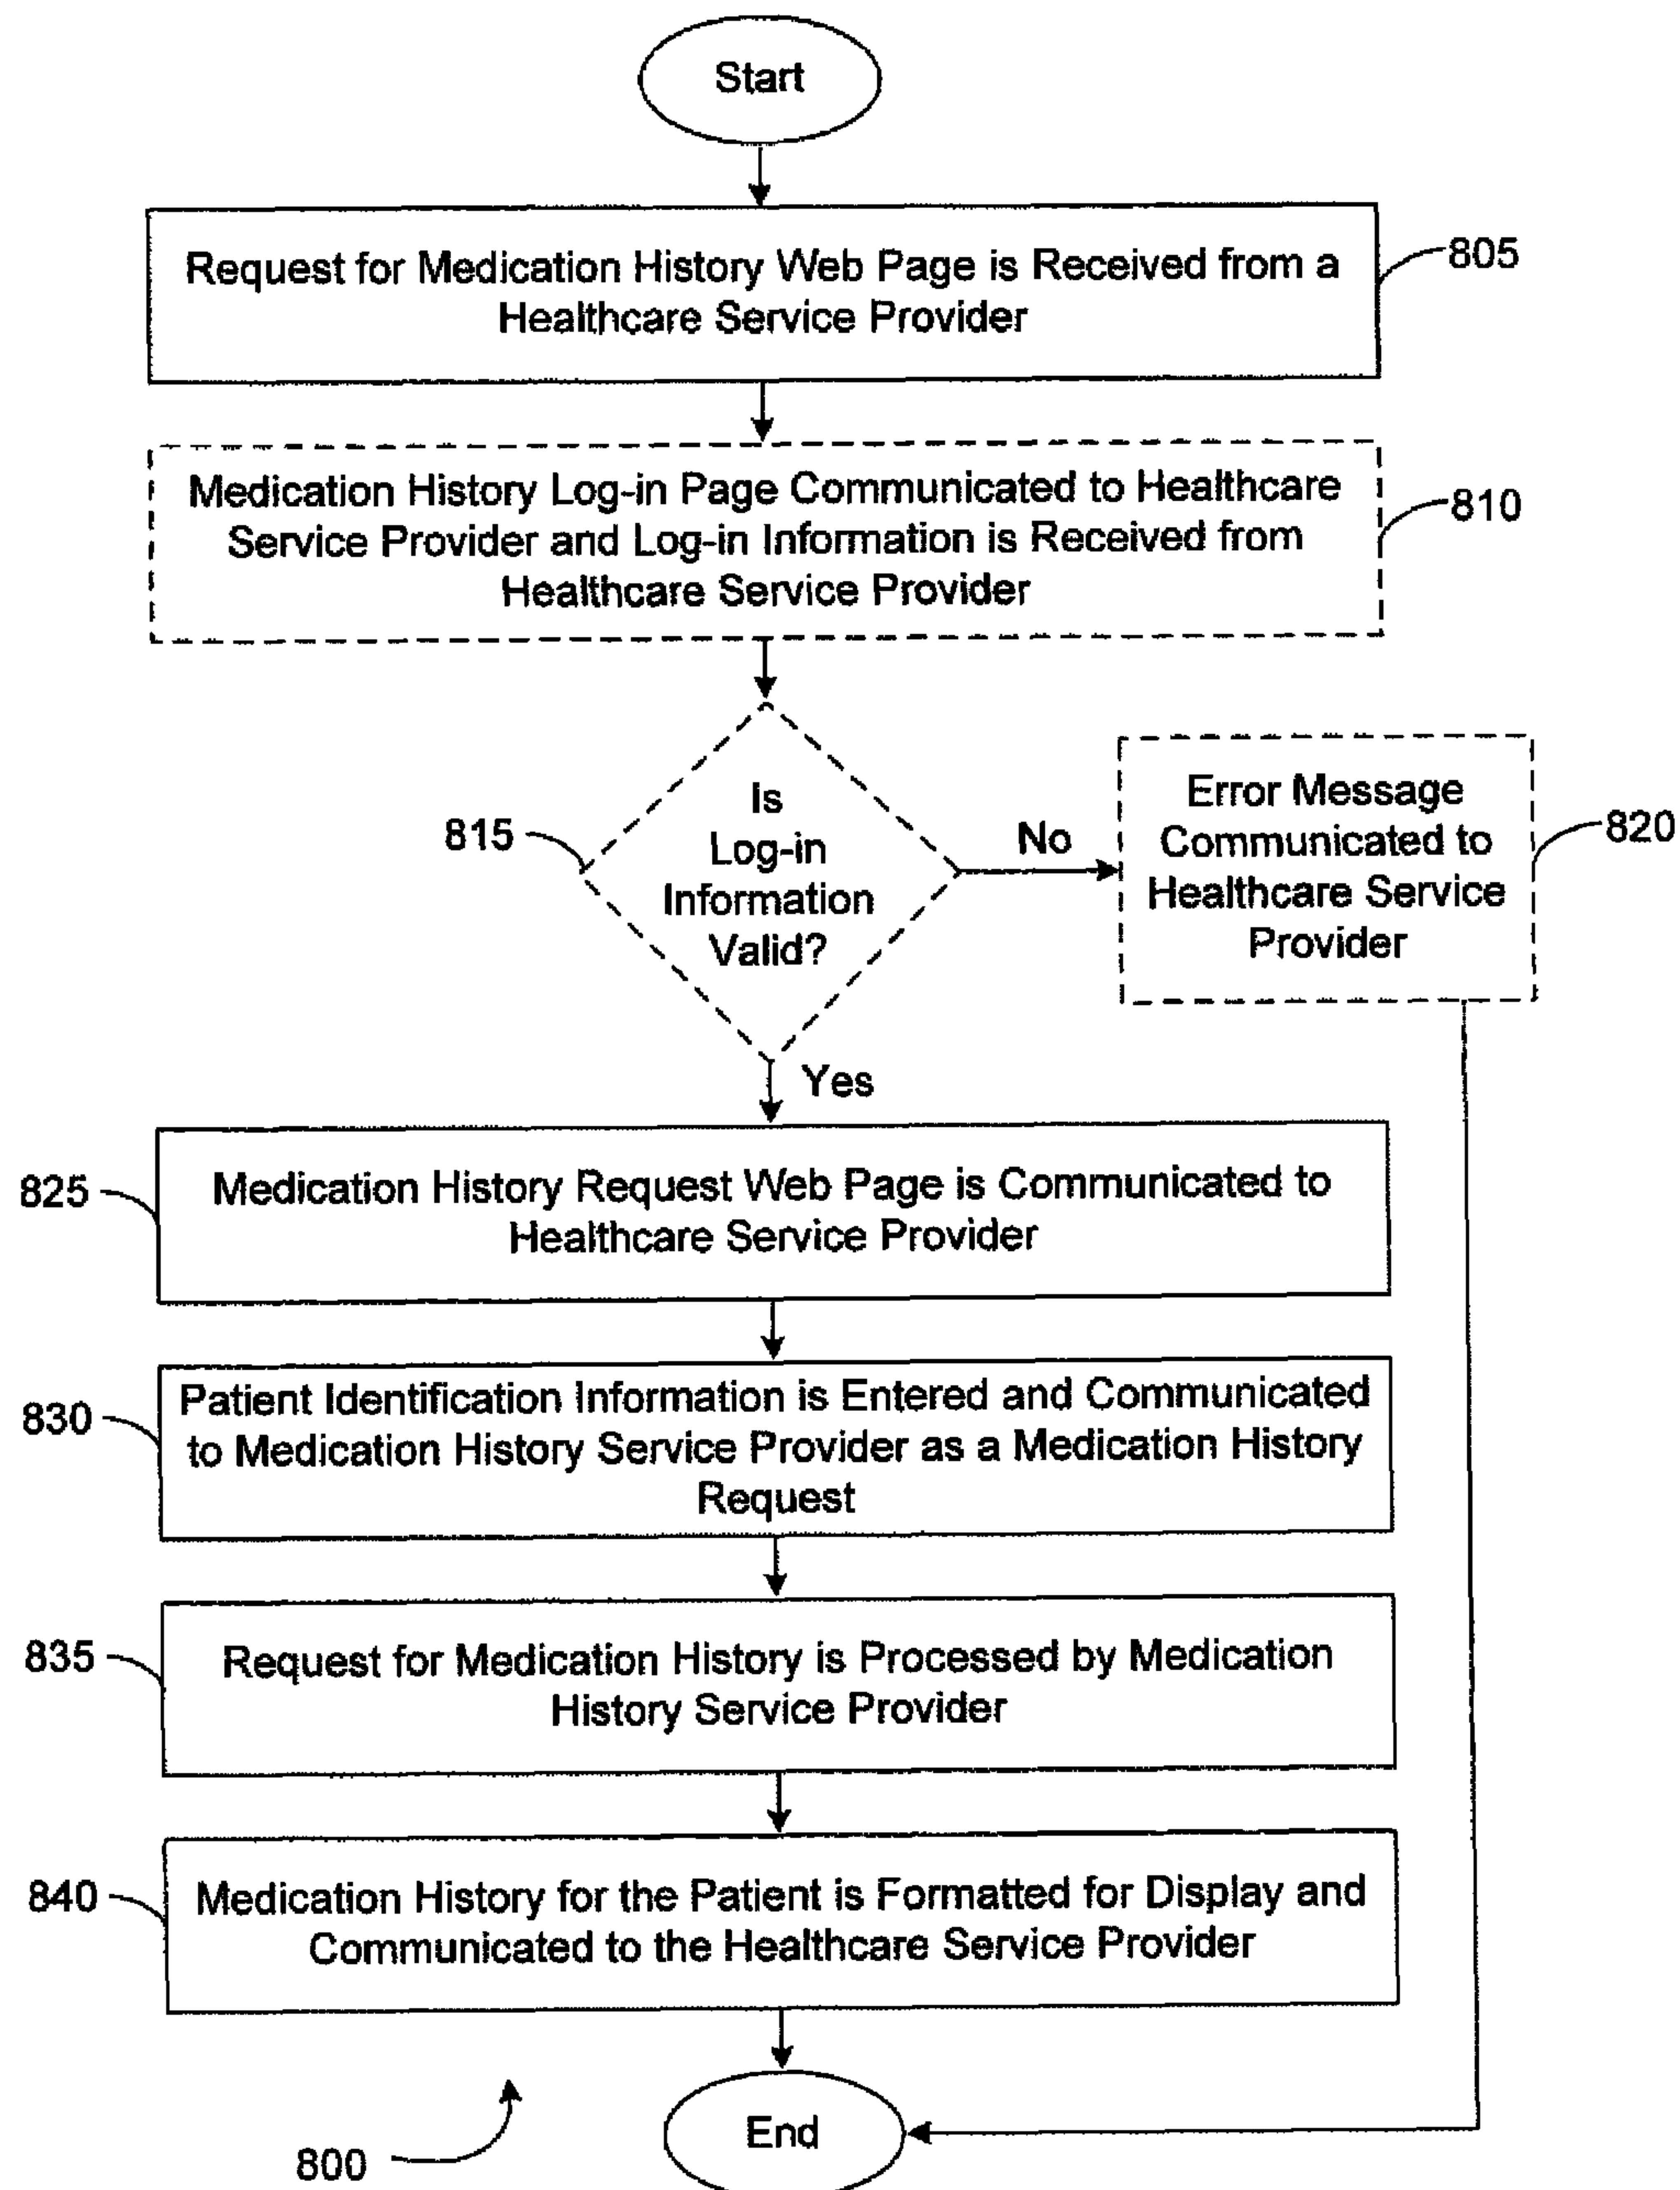 Start
Request for Medication History Web Page is Received from a
Healthcare Service Provider
805
Medication History Log-in Page Communicated to Healthcare
Service Provider and Log-in Information is Received from
Healthcare Service Provider
810
815
Is
Log-in
Information
Valid?
No
Error Message
Communicated to
Healthcare Service
Provider
820
Yes
825
Medication History Request Web Page is Communicated to
Healthcare Service Provider
830
Patient Identification Information is Entered and Communicated
to Medication History Service Provider as a Medication History
Request
835
Request for Medication History is Processed by Medication
History Service Provider
840
Medication History for the Patient is Formatted for Display and
Communicated to the Healthcare Service Provider
End
800